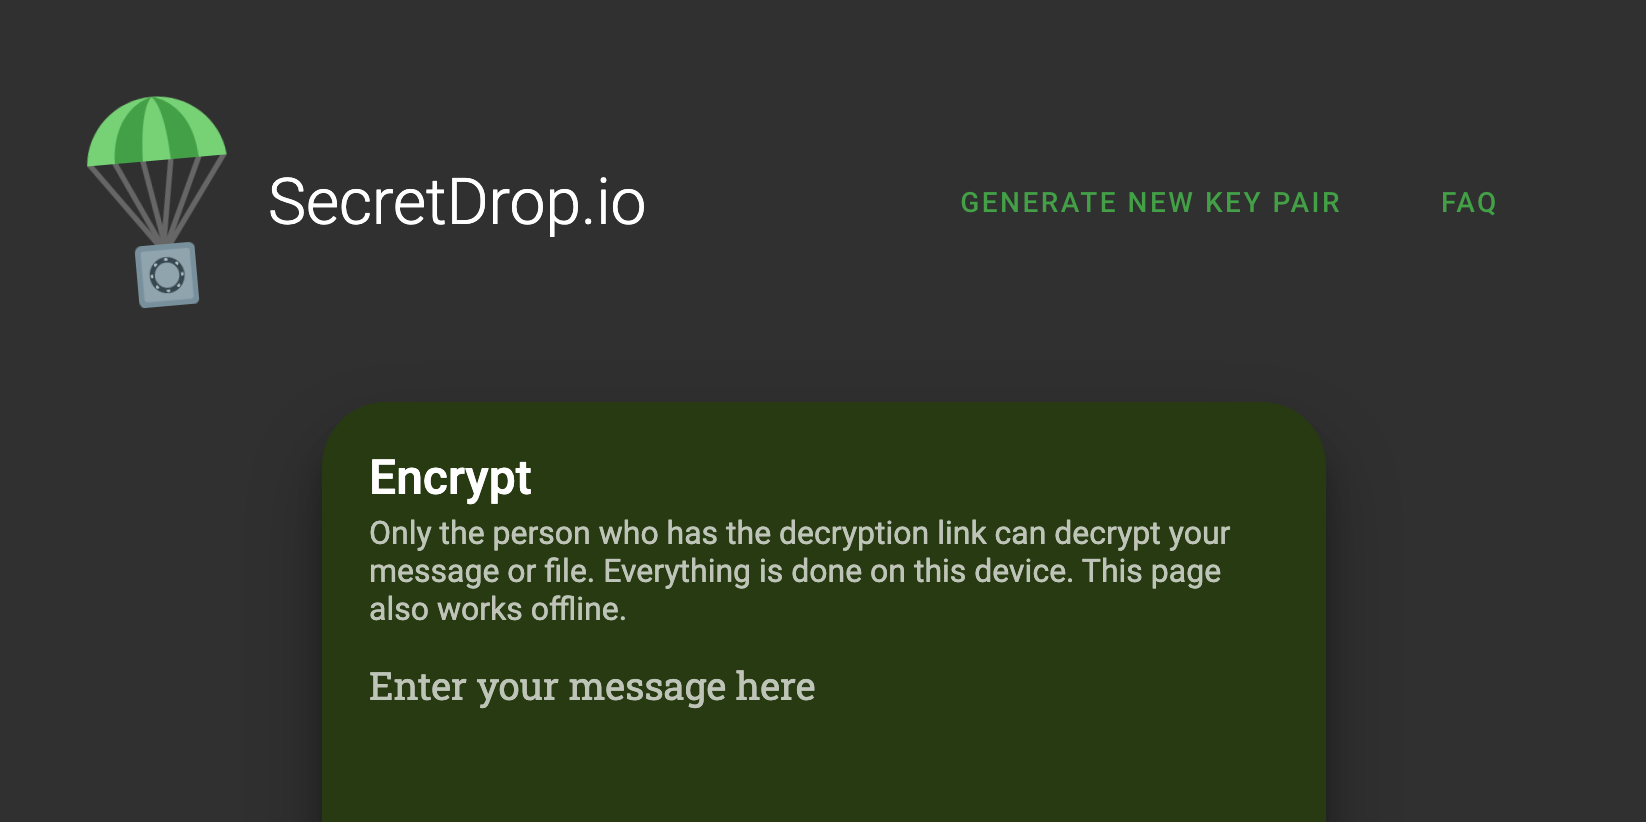 SecretDrop.io
GENERATE NEW KEY PAIR
FAQ
Encrypt
Only the person who has the decryption link can decrypt your
message or file. Everything is done on this device. This page
also works offline.
Enter your message here